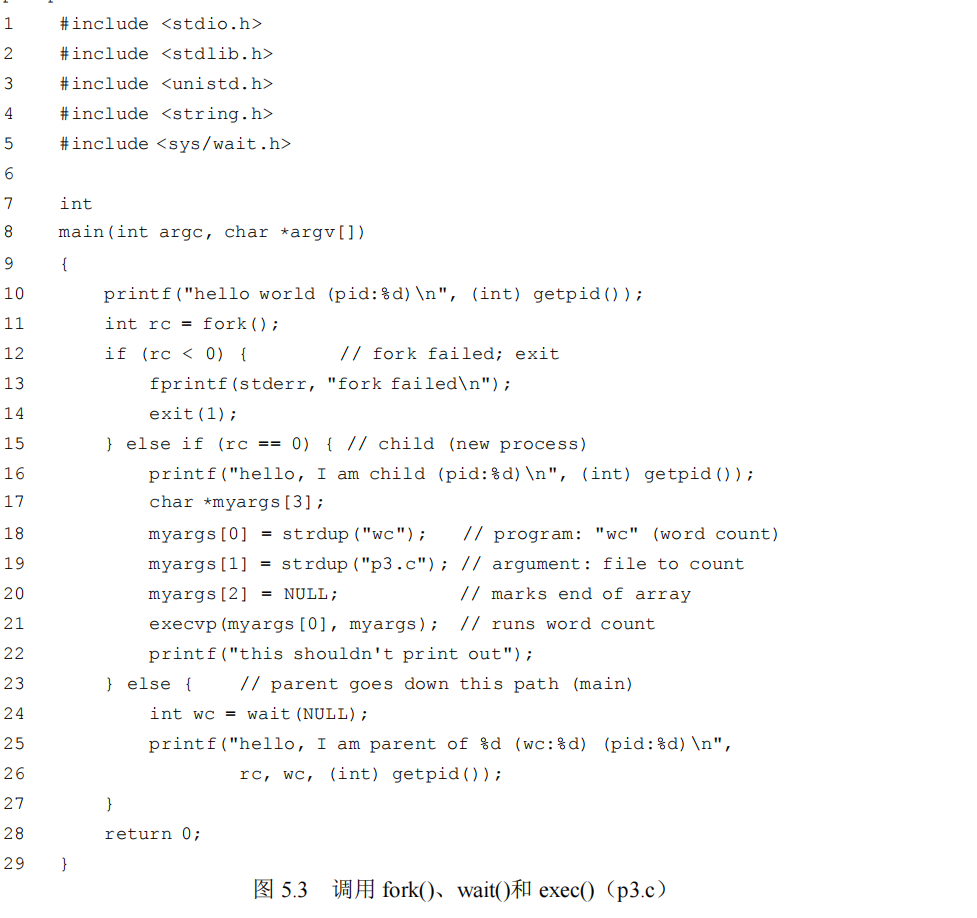 1 #include <stdio.h>
2 #include <stdlib.h>
3 #include <unistd.h>
4 #include <string.h>
5 #include <sys/wait.h>
6
7 int
8 main(int argc, char *argv[])
9 {
10 printf("hello world (pid:%d)\n", (int) getpid());
11 int rc = fork();
12 if (rc < 0) { // fork failed; exit
13 fprintf(stderr, "fork failed\n");
14 exit(1);
15 } else if (rc == 0) { // child (new process)
16 printf("hello, I am child (pid:%d)\n", (int) getpid());
17 char *myargs[3];
18 myargs[0] = strdup("wc"); // program: "wc" (word count)
19 myargs[1] = strdup("p3.c"); // argument: file to count
20 myargs[2] = NULL; // marks end of array
21 execvp(myargs[0], myargs); // runs word count
22 printf("this shouldn't print out");
23 } else { // parent goes down this path (main)
24 int wc = wait(NULL);
25 printf("hello, I am parent of %d (wc:%d) (pid:%d)\n",
26 rc, wc, (int) getpid());
27 }
28 return 0;
29 }
图 5.3 调用 fork()、wait()和 exec()（p3.c）